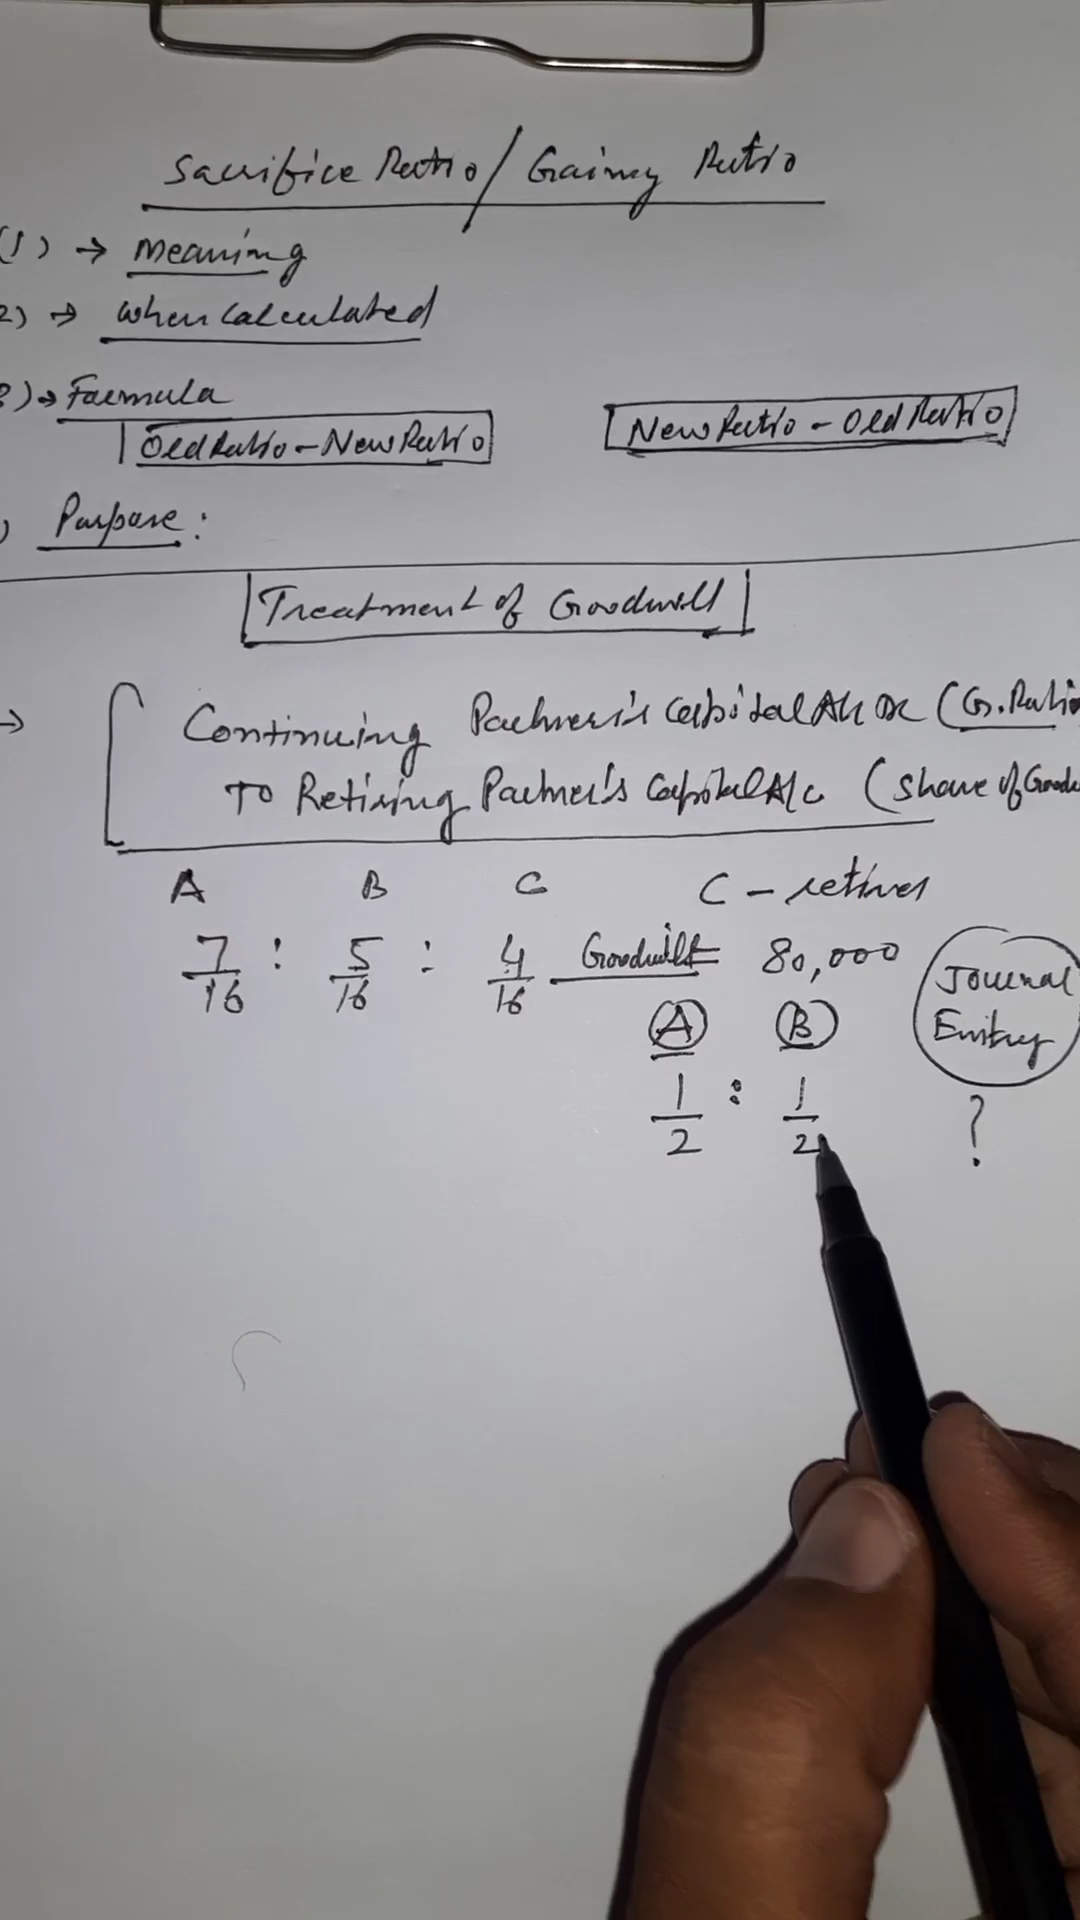 Sacrifice Ratio / Gaining Ratio
(1) → Meaning
2) → When Calculated
3) → Formula
Old Ratio - New Ratio New Ratio - Old Ratio
) Purpose :
Treatment of Goodwill
→ Continuing Partner's Capital A/c Dr (G. Ratio
To Retiring Partner's Capital A/c (Share of Goodw
A B C C - retires
7/16 : 5/16 : 4/16 Goodwill = 80,000 Journal Entry ?
A B
1/2 : 1/2